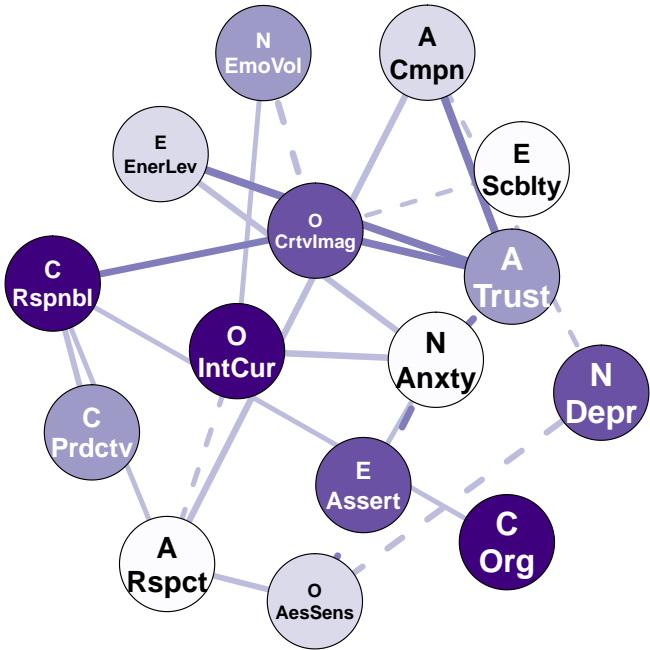 N
EmoVol
A
Cmpn
E
EnerLev
E
Scblty
O
CrtvImag
A
Trust
C
Rspnbl
O
IntCur
N
Anxty
N
Depr
C
Prdctv
E
Assert
C
Org
A
Rspct
O
AesSens